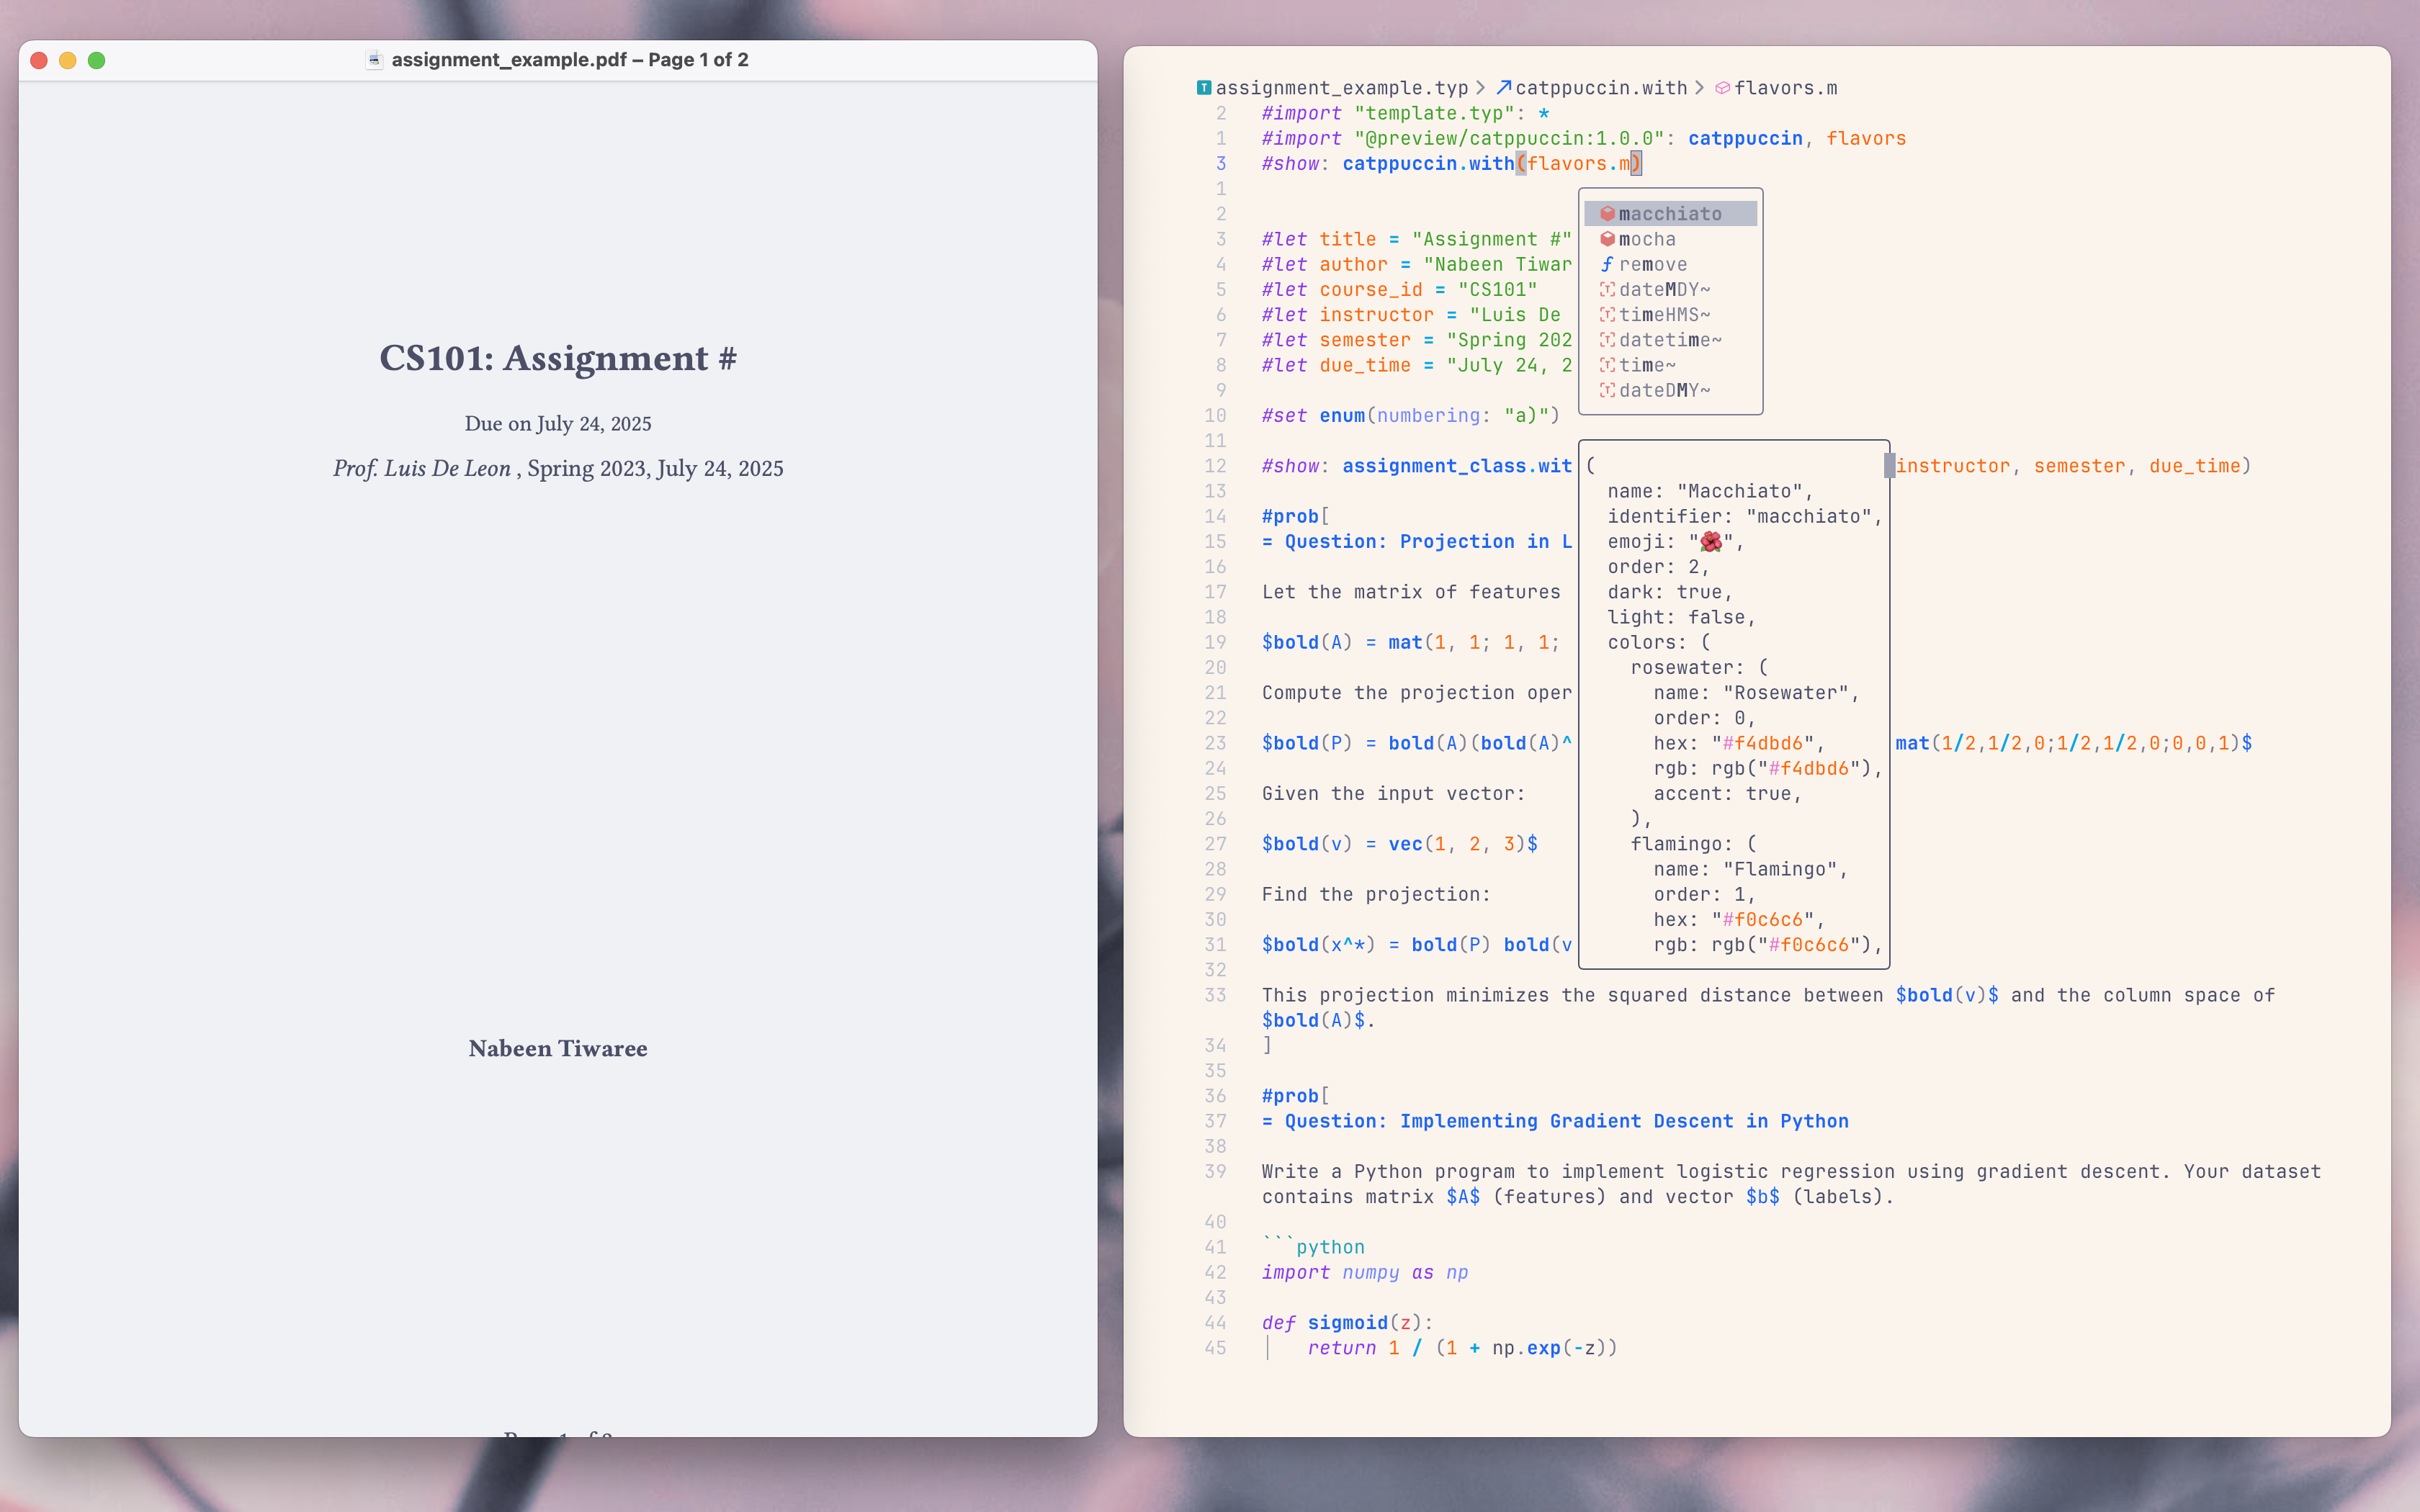 assignment_example.pdf – Page 1 of 2
CS101: Assignment #
Due on July 24, 2025
Prof. Luis De Leon , Spring 2023, July 24, 2025
Nabeen Tiwaree
Page 1 of 2
assignment_example.typ > catppuccin.with > flavors.m
2 #import "template.typ": *
1 #import "@preview/catppuccin:1.0.0": catppuccin, flavors
3 #show: catppuccin.with(flavors.m)
1
2
3 #let title = "Assignment #"
4 #let author = "Nabeen Tiwar
5 #let course_id = "CS101"
6 #let instructor = "Luis De
7 #let semester = "Spring 202
8 #let due_time = "July 24, 2
9
10 #set enum(numbering: "a)")
11
12 #show: assignment_class.wit instructor, semester, due_time)
13
14 #prob[
15 = Question: Projection in L
16
17 Let the matrix of features
18
19 $bold(A) = mat(1, 1; 1, 1;
20
21 Compute the projection oper
22
23 $bold(P) = bold(A)(bold(A)^ mat(1/2,1/2,0;1/2,1/2,0;0,0,1)$
24
25 Given the input vector:
26
27 $bold(v) = vec(1, 2, 3)$
28
29 Find the projection:
30
31 $bold(x^*) = bold(P) bold(v
32
33 This projection minimizes the squared distance between $bold(v)$ and the column space of
$bold(A)$.
34 ]
35
36 #prob[
37 = Question: Implementing Gradient Descent in Python
38
39 Write a Python program to implement logistic regression using gradient descent. Your dataset
contains matrix $A$ (features) and vector $b$ (labels).
40
41 ```python
42 import numpy as np
43
44 def sigmoid(z):
45 return 1 / (1 + np.exp(-z))
macchiato
mocha
remove
dateMDY~
timeHMS~
datetime~
time~
dateDMY~
(
name: "Macchiato",
identifier: "macchiato",
emoji: "🌺",
order: 2,
dark: true,
light: false,
colors: (
rosewater: (
name: "Rosewater",
order: 0,
hex: "#f4dbd6",
rgb: rgb("#f4dbd6"),
accent: true,
),
flamingo: (
name: "Flamingo",
order: 1,
hex: "#f0c6c6",
rgb: rgb("#f0c6c6"),